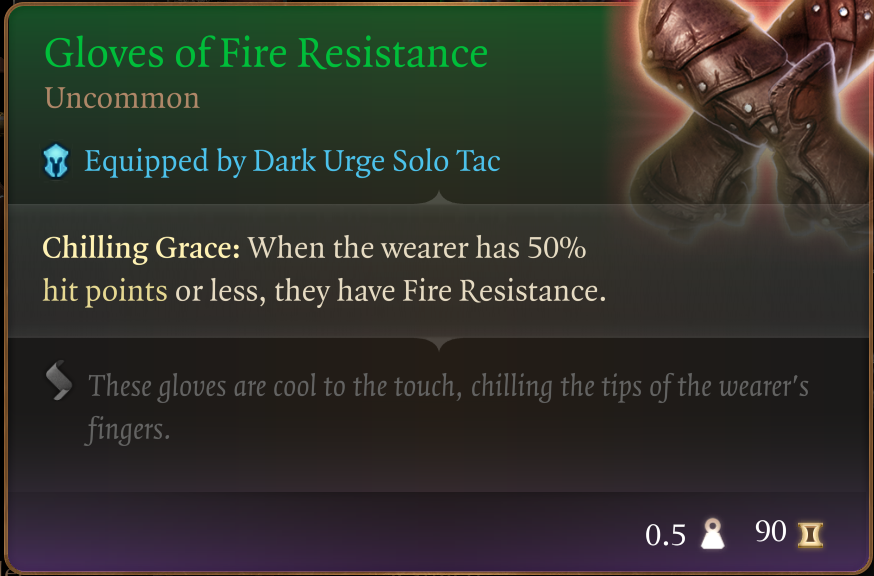 Gloves of Fire Resistance
Uncommon
Equipped by Dark Urge Solo Tac
Chilling Grace: When the wearer has 50%
hit points or less, they have Fire Resistance.
These gloves are cool to the touch, chilling the tips of the wearer's
fingers.
0.5 90